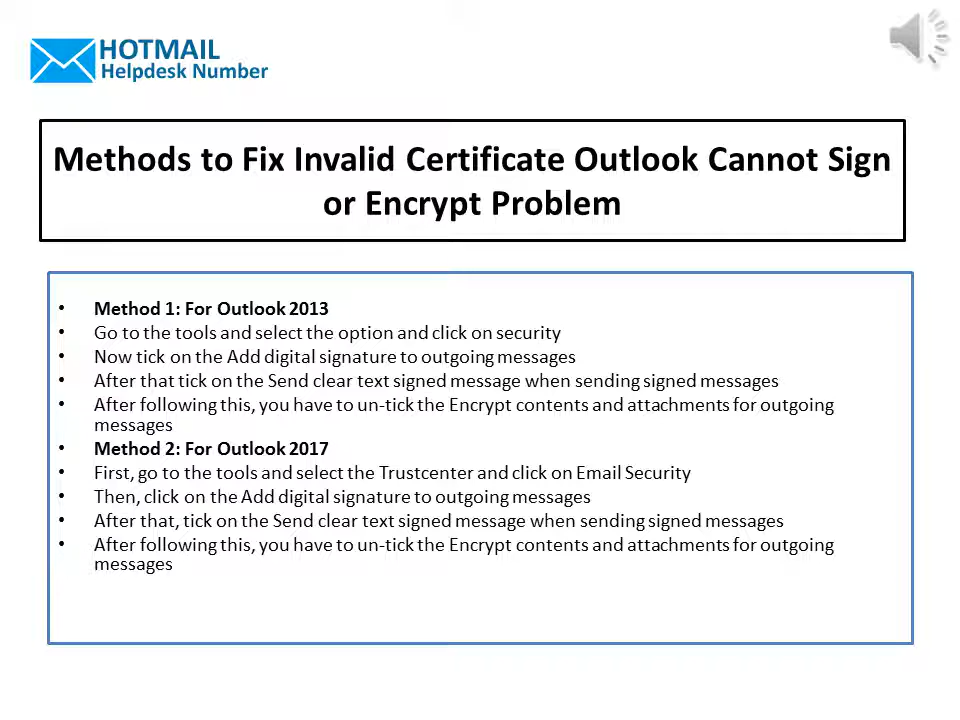 HOTMAIL
Helpdesk Number
Methods to Fix Invalid Certificate Outlook Cannot Sign
or Encrypt Problem
• Method 1: For Outlook 2013
• Go to the tools and select the option and click on security
• Now tick on the Add digital signature to outgoing messages
• After that tick on the Send clear text signed message when sending signed messages
• After following this, you have to un-tick the Encrypt contents and attachments for outgoing
messages
• Method 2: For Outlook 2017
• First, go to the tools and select the Trustcenter and click on Email Security
• Then, click on the Add digital signature to outgoing messages
• After that, tick on the Send clear text signed message when sending signed messages
• After following this, you have to un-tick the Encrypt contents and attachments for outgoing
messages